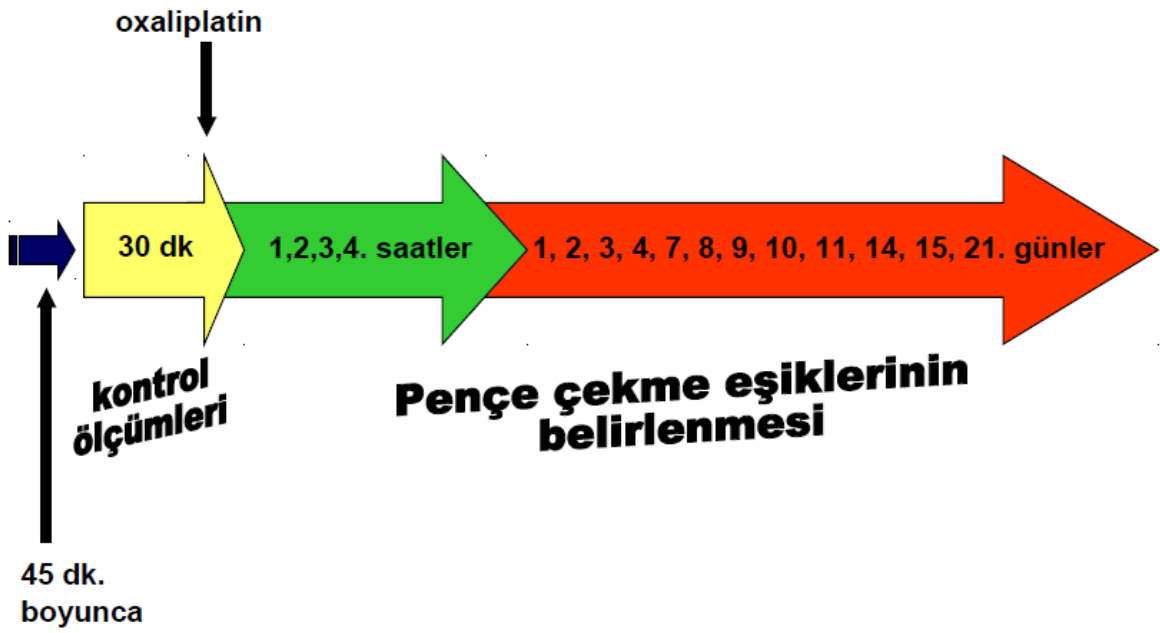 oxaliplatin
30 dk
1,2,3,4. saatler
1, 2, 3, 4, 7, 8, 9, 10, 11, 14, 15, 21. günler
kontrol
ölçümleri
Pençe çekme eşiklerinin
belirlenmesi
45 dk.
boyunca